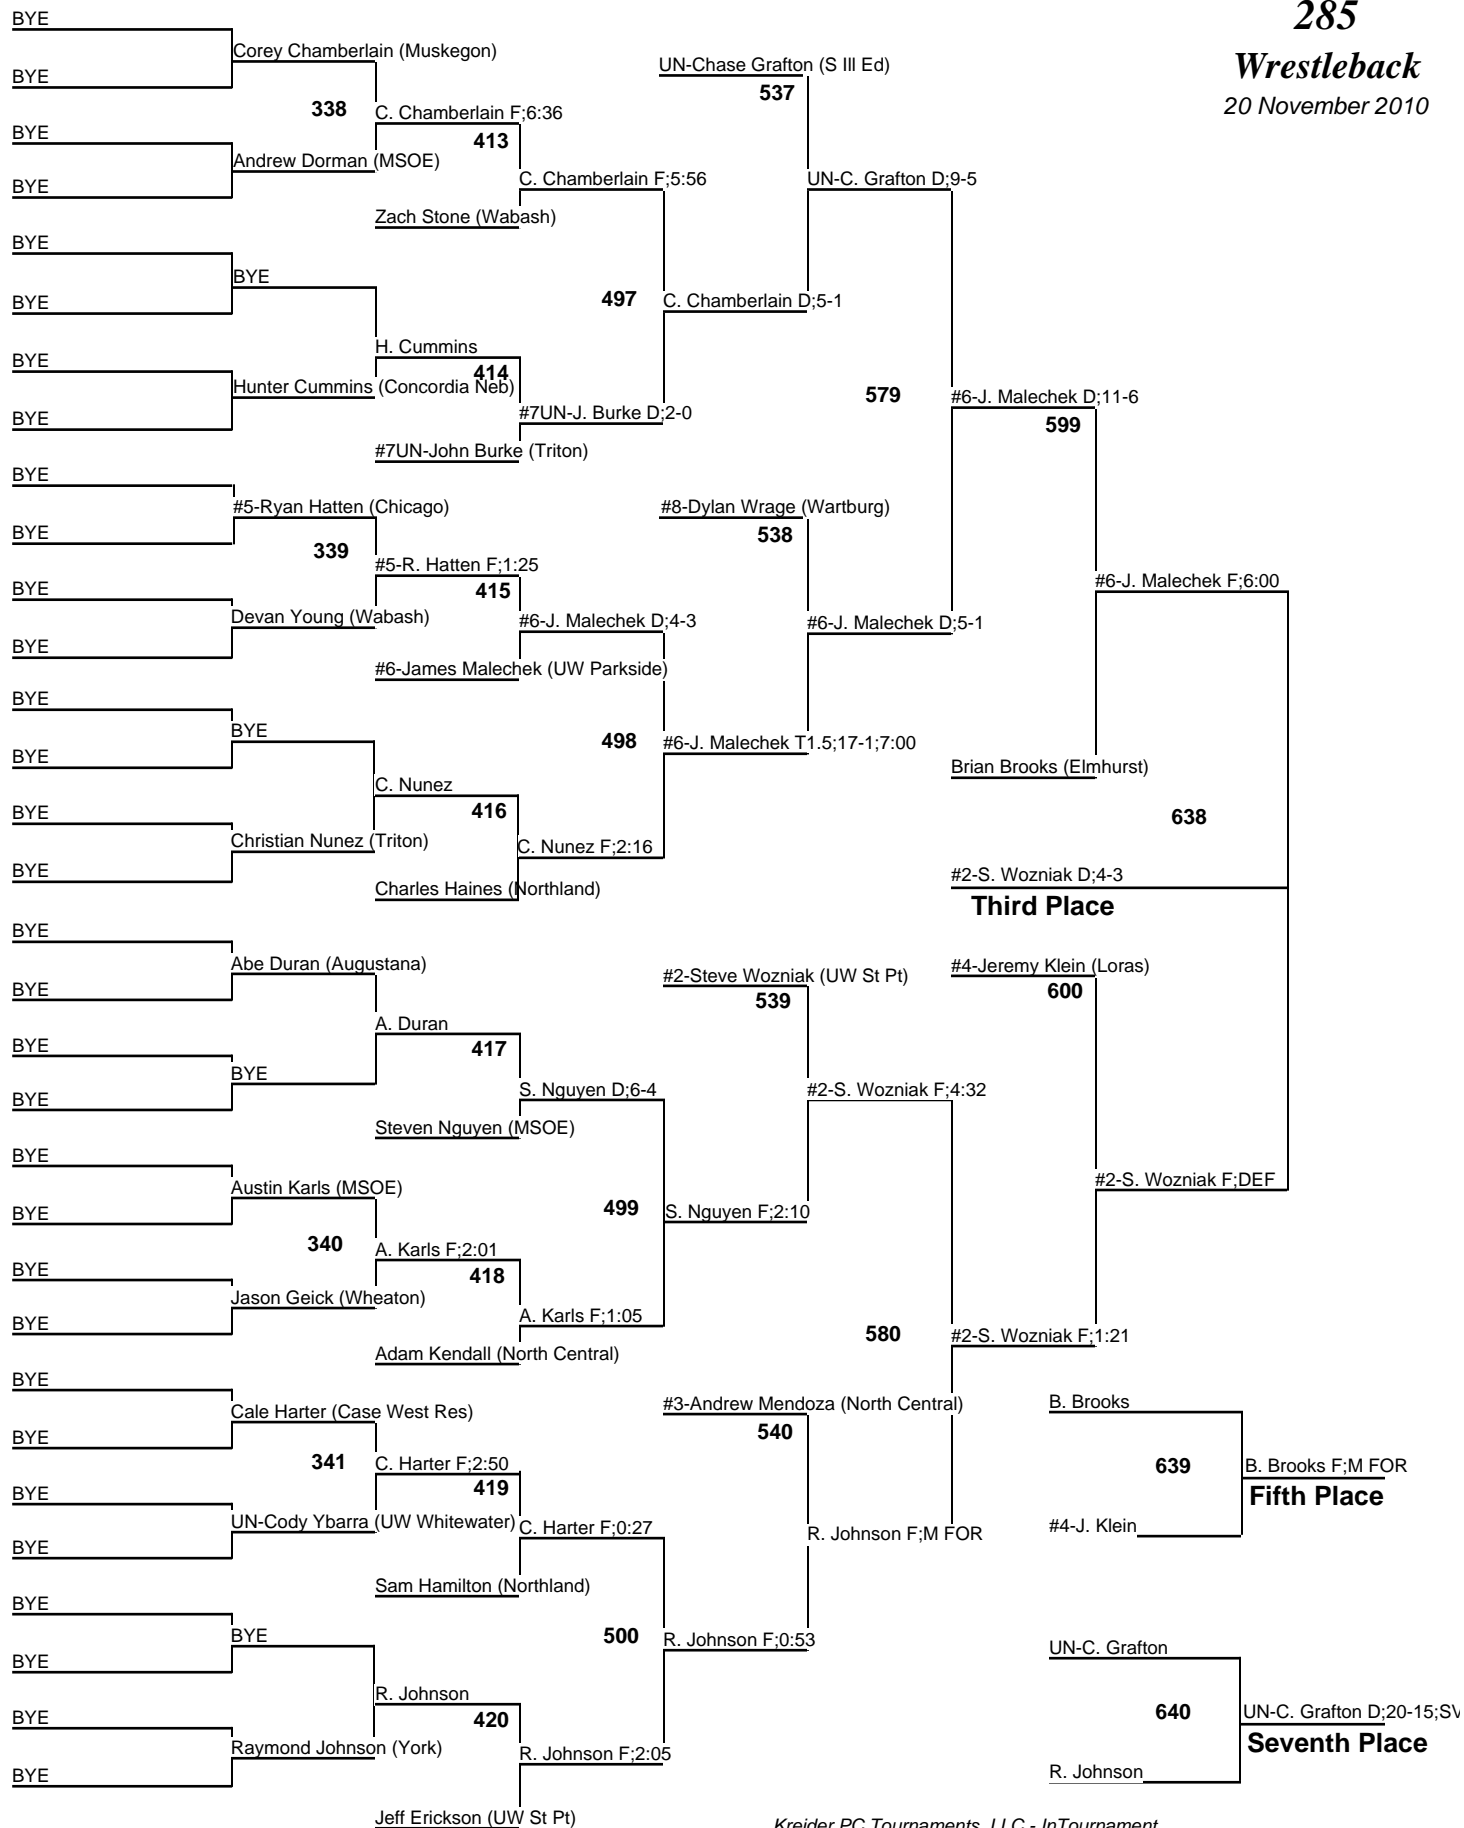 285
Wrestleback
20 November 2010
BYE
Corey Chamberlain (Muskegon)
UN-Chase Grafton (S Ill Ed)
BYE
537
338
C. Chamberlain F;6:36
BYE
413
Andrew Dorman (MSOE)
C. Chamberlain F;5:56
UN-C. Grafton D;9-5
BYE
Zach Stone (Wabash)
BYE
BYE
497
C. Chamberlain D;5-1
BYE
H. Cummins
BYE
414
Hunter Cummins (Concordia Neb)
579
#6-J. Malechek D;11-6
BYE
#7UN-J. Burke D;2-0
599
#7UN-John Burke (Triton)
BYE
#5-Ryan Hatten (Chicago)
#8-Dylan Wrage (Wartburg)
BYE
538
339
#5-R. Hatten F;1:25
#6-J. Malechek F;6:00
BYE
415
Devan Young (Wabash)
#6-J. Malechek D;4-3
#6-J. Malechek D;5-1
BYE
#6-James Malechek (UW Parkside)
BYE
BYE
498
#6-J. Malechek T1.5;17-1;7:00
BYE
Brian Brooks (Elmhurst)
C. Nunez
BYE
416
638
Christian Nunez (Triton)
C. Nunez F;2:16
BYE
#2-S. Wozniak D;4-3
Charles Haines (Northland)
Third Place
BYE
Abe Duran (Augustana)
#2-Steve Wozniak (UW St Pt)
#4-Jeremy Klein (Loras)
BYE
539
600
A. Duran
BYE
417
BYE
S. Nguyen D;6-4
#2-S. Wozniak F;4:32
BYE
Steven Nguyen (MSOE)
BYE
Austin Karls (MSOE)
#2-S. Wozniak F;DEF
BYE
499
S. Nguyen F;2:10
340
A. Karls F;2:01
BYE
418
Jason Geick (Wheaton)
BYE
A. Karls F;1:05
580
#2-S. Wozniak F;1:21
Adam Kendall (North Central)
BYE
Cale Harter (Case West Res)
#3-Andrew Mendoza (North Central)
B. Brooks
BYE
540
341
C. Harter F;2:50
639
B. Brooks F;M FOR
BYE
419
Fifth Place
UN-Cody Ybarra (UW Whitewater)
C. Harter F;0:27
R. Johnson F;M FOR
#4-J. Klein
BYE
Sam Hamilton (Northland)
BYE
BYE
500
R. Johnson F;0:53
UN-C. Grafton
BYE
R. Johnson
BYE
420
640
UN-C. Grafton D;20-15;SV
Raymond Johnson (York)
R. Johnson F;2:05
Seventh Place
BYE
R. Johnson
Jeff Erickson (UW St Pt)
Kreider PC Tournaments, LLC - InTournament